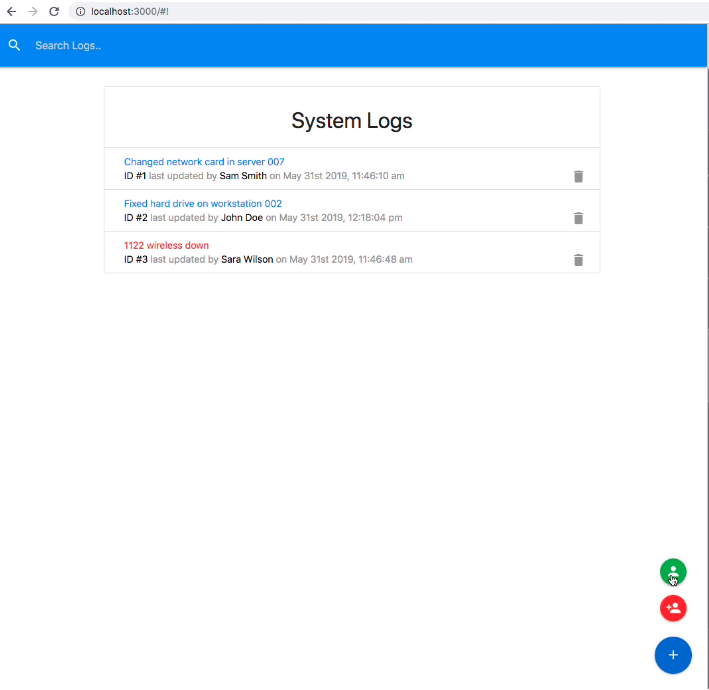 localhost:3000/#!
Search Logs..
System Logs
Changed network card in server 007
ID #1 last updated by Sam Smith on May 31st 2019, 11:46:10 am
Fixed hard drive on workstation 002
ID #2 last updated by John Doe on May 31st 2019, 12:18:04 pm
1122 wireless down
ID #3 last updated by Sara Wilson on May 31st 2019, 11:46:48 am